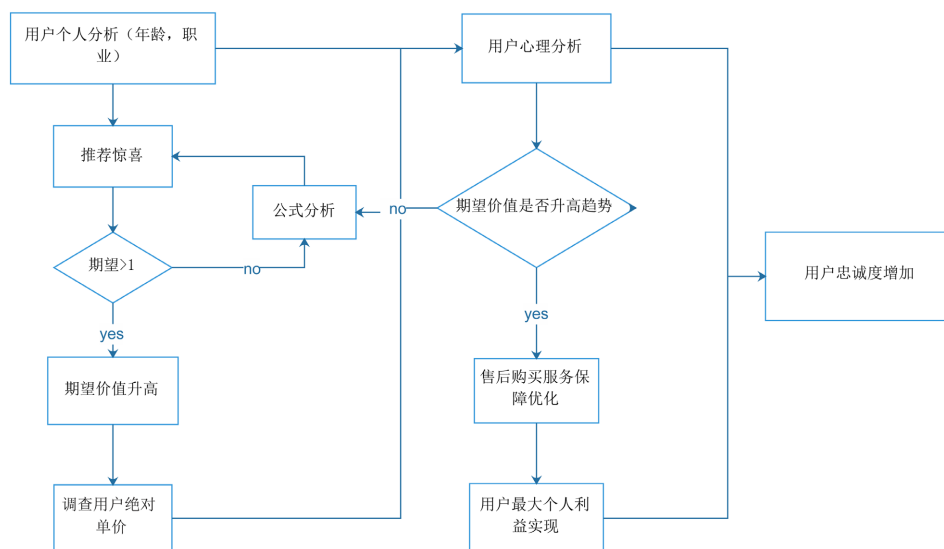 用户个人分析（年龄，职
业）
推荐惊喜
公式分析
期望>1
no
yes
期望价值升高
调查用户绝对
单价
用户心理分析
no
期望价值是否升高趋势
yes
售后购买服务保
障优化
用户最大个人利
益实现
用户忠诚度增加